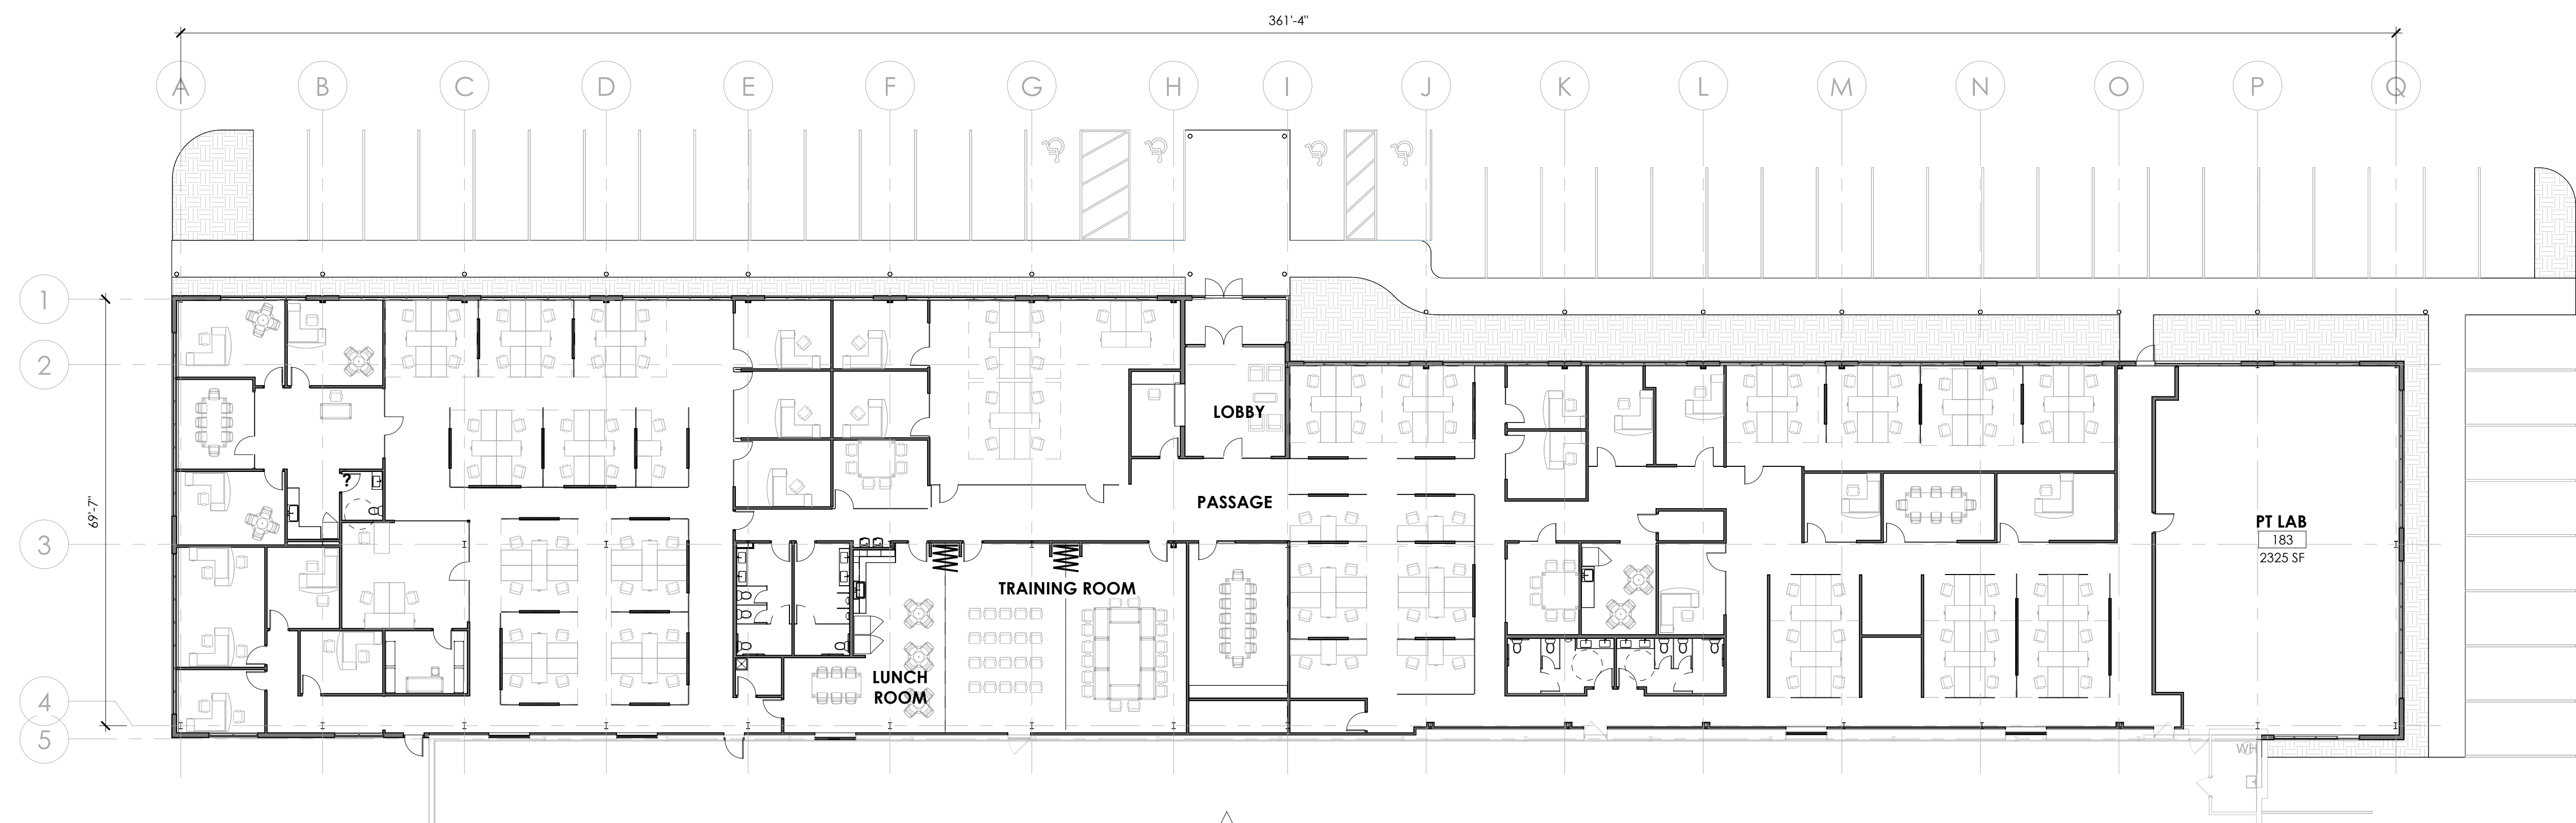 361'-4"
A
B
C
D
E
F
G
H
I
J
K
L
M
N
O
P
Q
1
2
3
4
5
69'-7"
?
LOBBY
PASSAGE
TRAINING ROOM
LUNCH
ROOM
PT LAB
183
2325 SF
WH